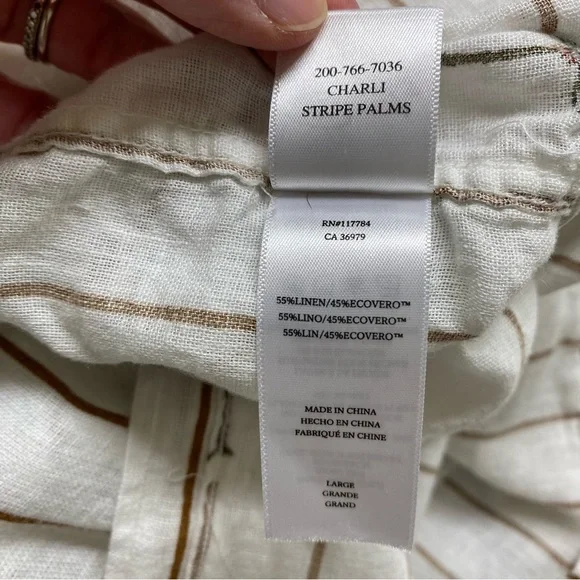 200-766-7036
CHARLI
STRIPE PALMS
RN#117784
CA 36979
55%LINEN/45%ECOVERO™
55%LINO/45%ECOVERO™
55%LIN/45%ECOVERO™
MADE IN CHINA
HECHO EN CHINA
FABRIQUÉ EN CHINE
LARGE
GRANDE
GRAND